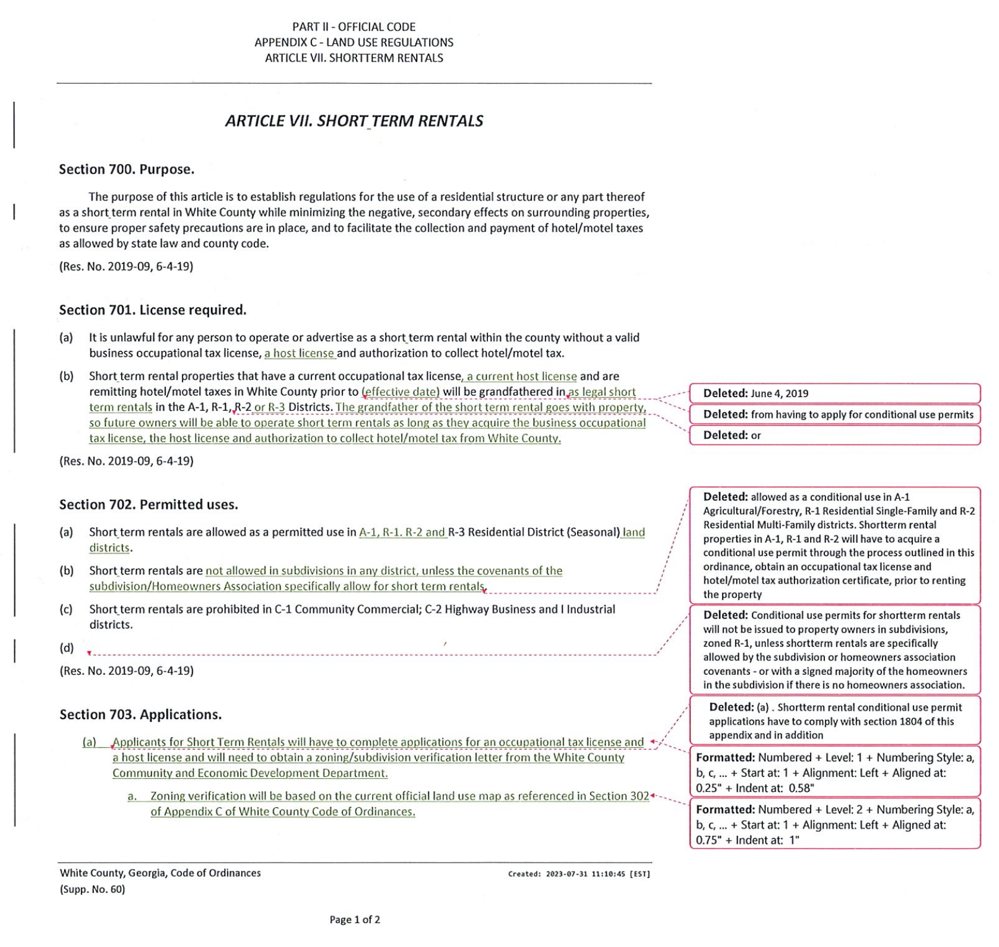 PART II - OFFICIAL CODE
APPENDIX C - LAND USE REGULATIONS
ARTICLE VII. SHORTTERM RENTALS
ARTICLE VII. SHORT TERM RENTALS
Section 700. Purpose.
The purpose of this article is to establish regulations for the use of a residential structure or any part thereof
as a short term rental in White County while minimizing the negative, secondary effects on surrounding properties,
to ensure proper safety precautions are in place, and to facilitate the collection and payment of hotel/motel taxes
as allowed by state law and county code.
(Res. No. 2019-09, 6-4-19)
Section 701. License required.
(a) It is unlawful for any person to operate or advertise as a short term rental within the county without a valid
business occupational tax license, a host license and authorization to collect hotel/motel tax.
(b) Short term rental properties that have a current occupational tax license, a current host license and are
remitting hotel/motel taxes in White County prior to (effective date) will be grandfathered in as legal short
term rentals in the A-1, R-1, R-2 or R-3 Districts. The grandfather of the short term rental goes with property,
so future owners will be able to operate short term rentals as long as they acquire the business occupational
tax license, the host license and authorization to collect hotel/motel tax from White County.
(Res. No. 2019-09, 6-4-19)
Deleted: June 4, 2019
Deleted: from having to apply for conditional use permits
Deleted: or
Section 702. Permitted uses.
(a) Short term rentals are allowed as a permitted use in A-1, R-1. R-2 and R-3 Residential District (Seasonal) land
districts.
(b) Short term rentals are not allowed in subdivisions in any district, unless the covenants of the
subdivision/Homeowners Association specifically allow for short term rentals.
(c) Short term rentals are prohibited in C-1 Community Commercial; C-2 Highway Business and I Industrial
districts.
(d)
(Res. No. 2019-09, 6-4-19)
Deleted: allowed as a conditional use in A-1
Agricultural/Forestry, R-1 Residential Single-Family and R-2
Residential Multi-Family districts. Shortterm rental
properties in A-1, R-1 and R-2 will have to acquire a
conditional use permit through the process outlined in this
ordinance, obtain an occupational tax license and
hotel/motel tax authorization certificate, prior to renting
the property
Deleted: Conditional use permits for shortterm rentals
will not be issued to property owners in subdivisions,
zoned R-1, unless shortterm rentals are specifically
allowed by the subdivision or homeowners association
covenants - or with a signed majority of the homeowners
in the subdivision if there is no homeowners association.
Section 703. Applications.
(a) Applicants for Short Term Rentals will have to complete applications for an occupational tax license and
a host license and will need to obtain a zoning/subdivision verification letter from the White County
Community and Economic Development Department.
a. Zoning verification will be based on the current official land use map as referenced in Section 302
of Appendix C of White County Code of Ordinances.
Deleted: (a) . Shortterm rental conditional use permit
applications have to comply with section 1804 of this
appendix and in addition
Formatted: Numbered + Level: 1 + Numbering Style: a,
b, c, ... + Start at: 1 + Alignment: Left + Aligned at:
0.25" + Indent at: 0.58"
Formatted: Numbered + Level: 2 + Numbering Style: a,
b, c, ... + Start at: 1 + Alignment: Left + Aligned at:
0.75" + Indent at: 1"
White County, Georgia, Code of Ordinances
Created: 2023-07-31 11:10:45 [EST]
(Supp. No. 60)
Page 1 of 2